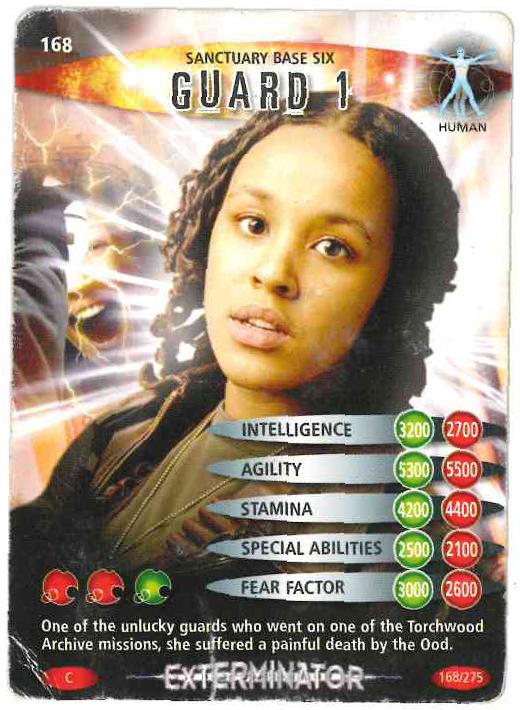 168
SANCTUARY BASE SIX
GUARD 1
HUMAN
INTELLIGENCE 3200 2700
AGILITY 5300 5500
STAMINA 4200 4400
SPECIAL ABILITIES 2500 2100
FEAR FACTOR 3000 2600
One of the unlucky guards who went on one of the Torchwood
Archive missions, she suffered a painful death by the Ood.
C EXTERMINATOR 168/275